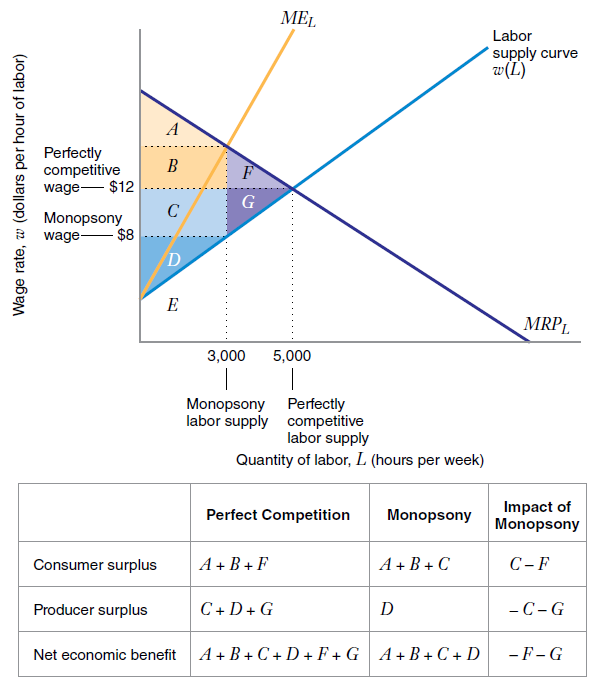 ME_L
Labor
supply curve
w(L)
Wage rate, w (dollars per hour of labor)
A
Perfectly
competitive
wage $12
B
F
C
G
Monopsony
wage $8
D
E
MRP_L
3,000 5,000
Monopsony
labor supply
Perfectly
competitive
labor supply
Quantity of labor, L (hours per week)
Perfect Competition Monopsony Impact of
Monopsony
Consumer surplus A + B + F A + B + C C – F
Producer surplus C + D + G D – C – G
Net economic benefit A + B + C + D + F + G A + B + C + D – F – G